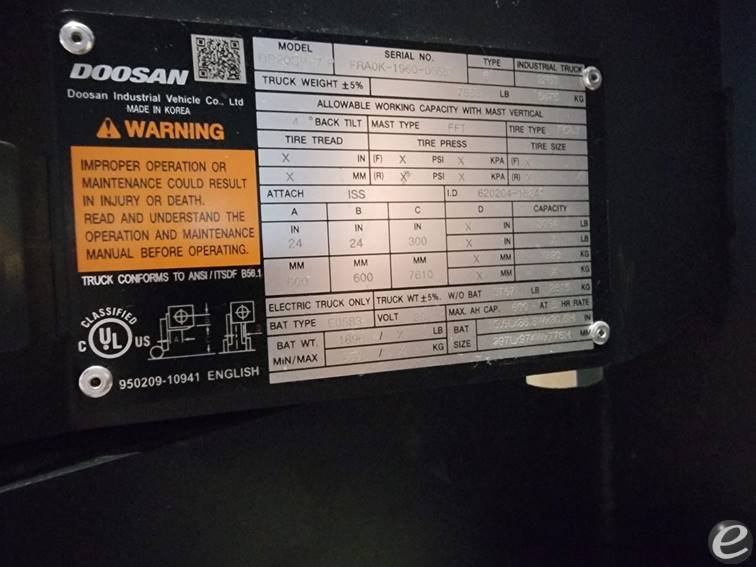 DOOSAN
Doosan Industrial Vehicle Co., Ltd
MADE IN KOREA
WARNING
IMPROPER OPERATION OR
MAINTENANCE COULD RESULT
IN INJURY OR DEATH.
READ AND UNDERSTAND THE
OPERATION AND MAINTENANCE
MANUAL BEFORE OPERATING.
TRUCK CONFORMS TO ANSI/ITSDF B56.1
CLASSIFIED
C UL US
950209-10941 ENGLISH
MODEL SERIAL NO. TYPE INDUSTRIAL TRUCK
TRUCK WEIGHT ±5% LB KG
ALLOWABLE WORKING CAPACITY WITH MAST VERTICAL
4 ° BACK TILT MAST TYPE FFT TIRE TYPE
TIRE TREAD TIRE PRESS TIRE SIZE
X IN (F) X PSI X KPA (F) X
X MM (R) X PSI X KPA (R) X
ATTACH ISS I.D
A B C D CAPACITY
IN IN IN X IN LB
24 24 300 X IN LB
MM MM MM X MM KG
600 600 7610 X MM KG
ELECTRIC TRUCK ONLY TRUCK WT ±5%. W/O BAT LB KG
BAT TYPE VOLT MAX. AH CAP. AT HR RATE
BAT WT. / X LB BAT
MIN/MAX / KG SIZE
e